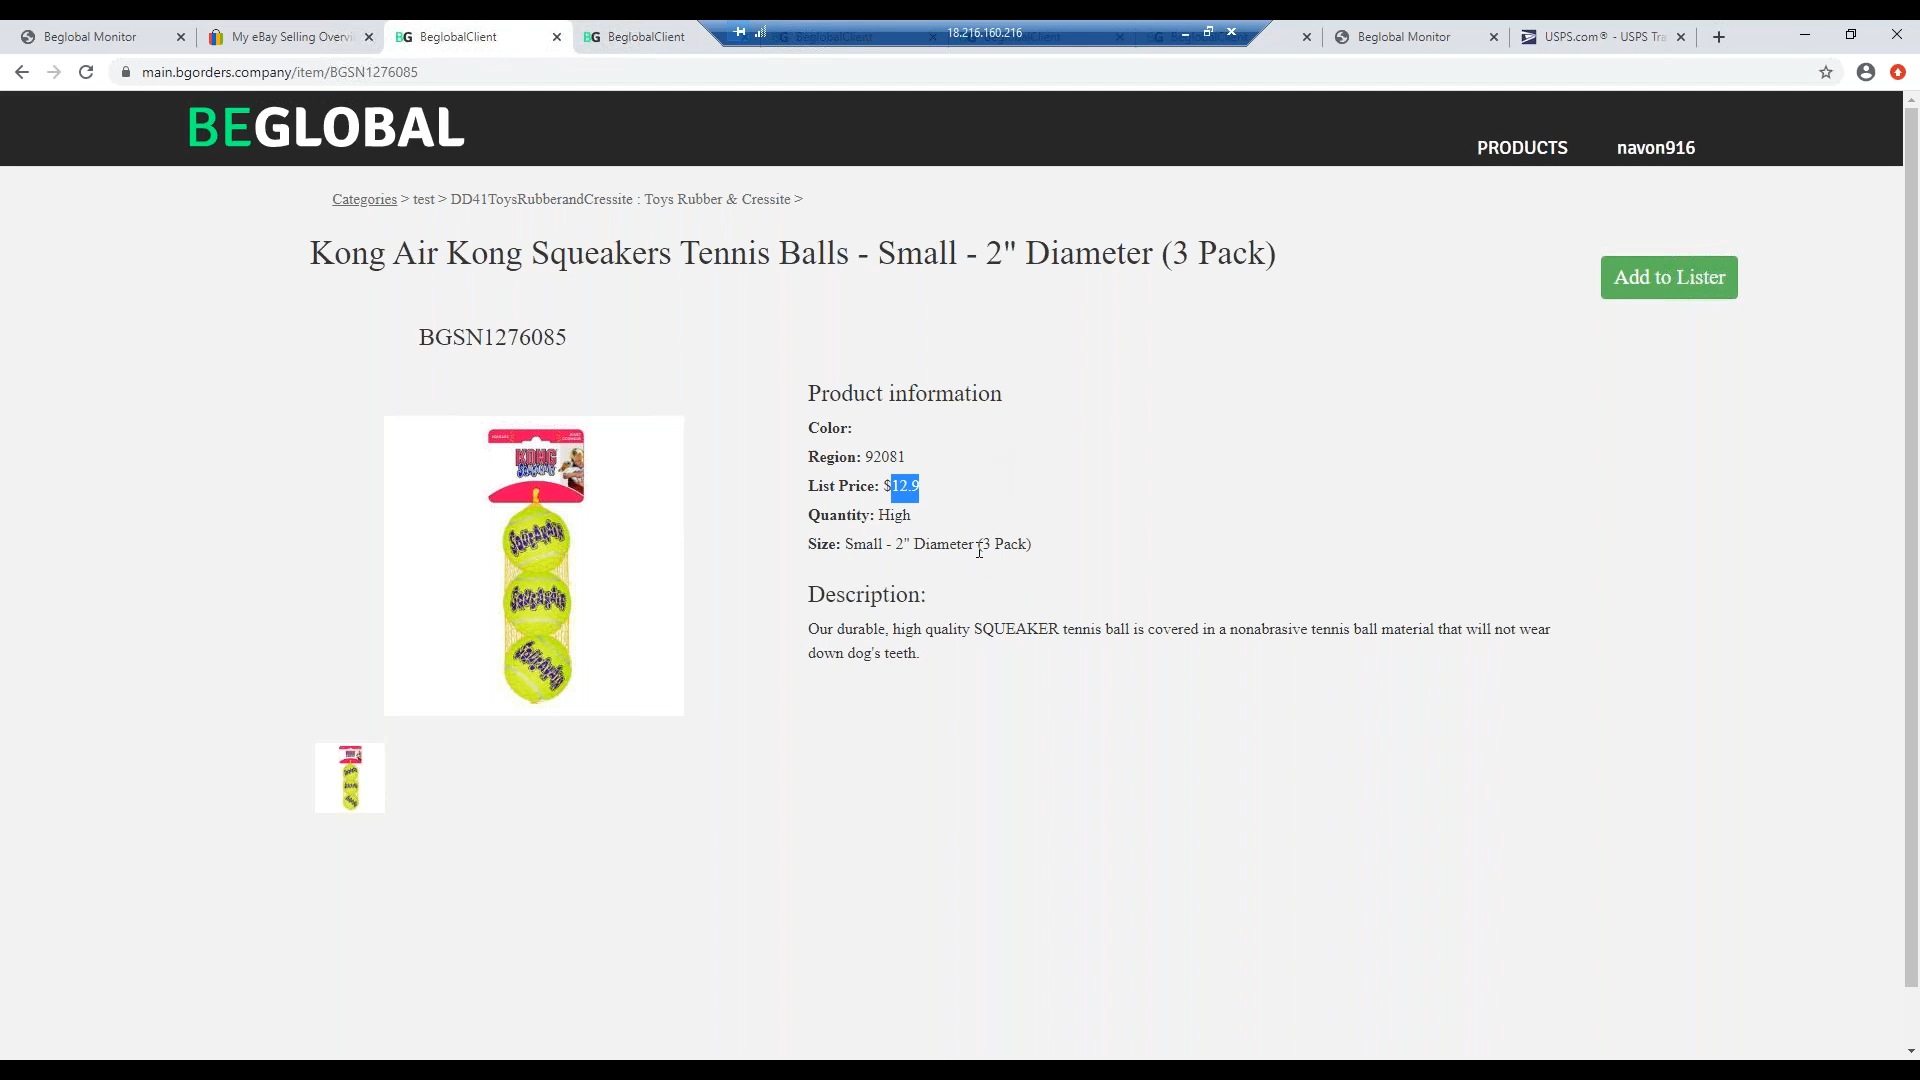 Beglobal Monitor
My eBay Selling Overvi
BG BeglobalClient
BG BeglobalClient
18.216.160.216
Beglobal Monitor
USPS.com® - USPS Tra
main.bgorders.company/item/BGSN1276085
BEGLOBAL
PRODUCTS
navon916
Categories > test > DD41ToysRubberandCressite : Toys Rubber & Cressite >
Kong Air Kong Squeakers Tennis Balls - Small - 2" Diameter (3 Pack)
Add to Lister
BGSN1276085
Product information
Color:
Region: 92081
List Price: $12.9
Quantity: High
Size: Small - 2" Diameter (3 Pack)
Description:
Our durable, high quality SQUEAKER tennis ball is covered in a nonabrasive tennis ball material that will not wear
down dog's teeth.
KONG